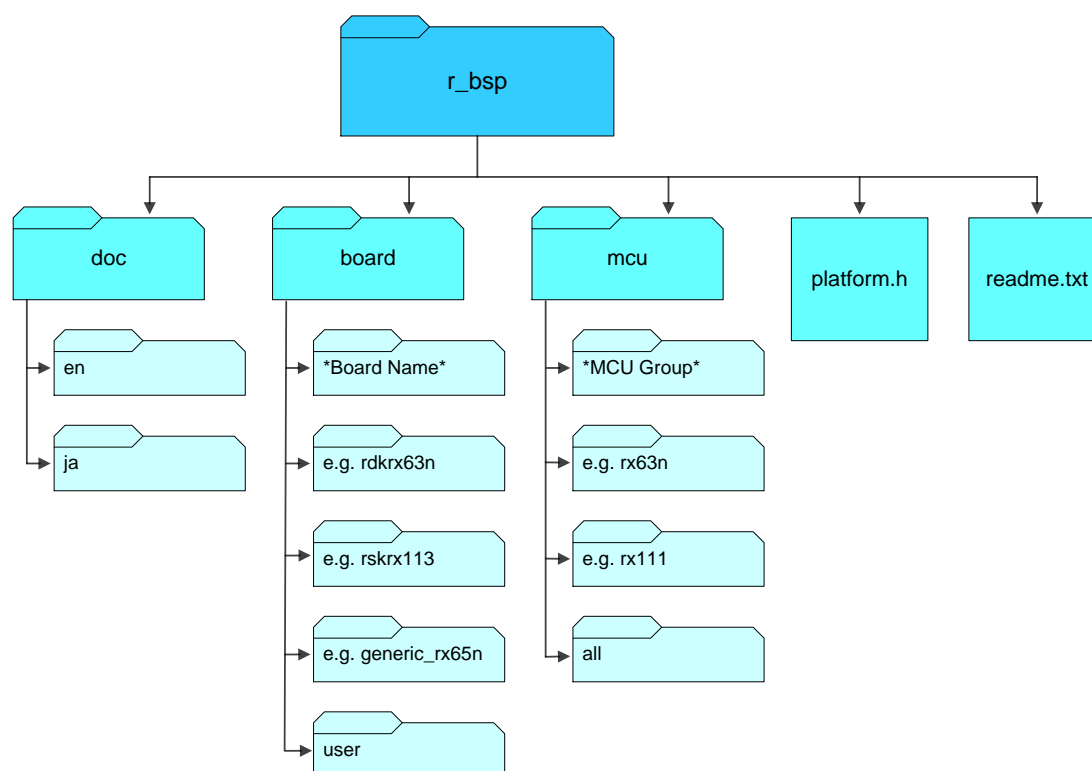 r_bsp
doc
board
mcu
platform.h
readme.txt
en
*Board Name*
*MCU Group*
ja
e.g. rdkrx63n
e.g. rx63n
e.g. rskrx113
e.g. rx111
e.g. generic_rx65n
all
user